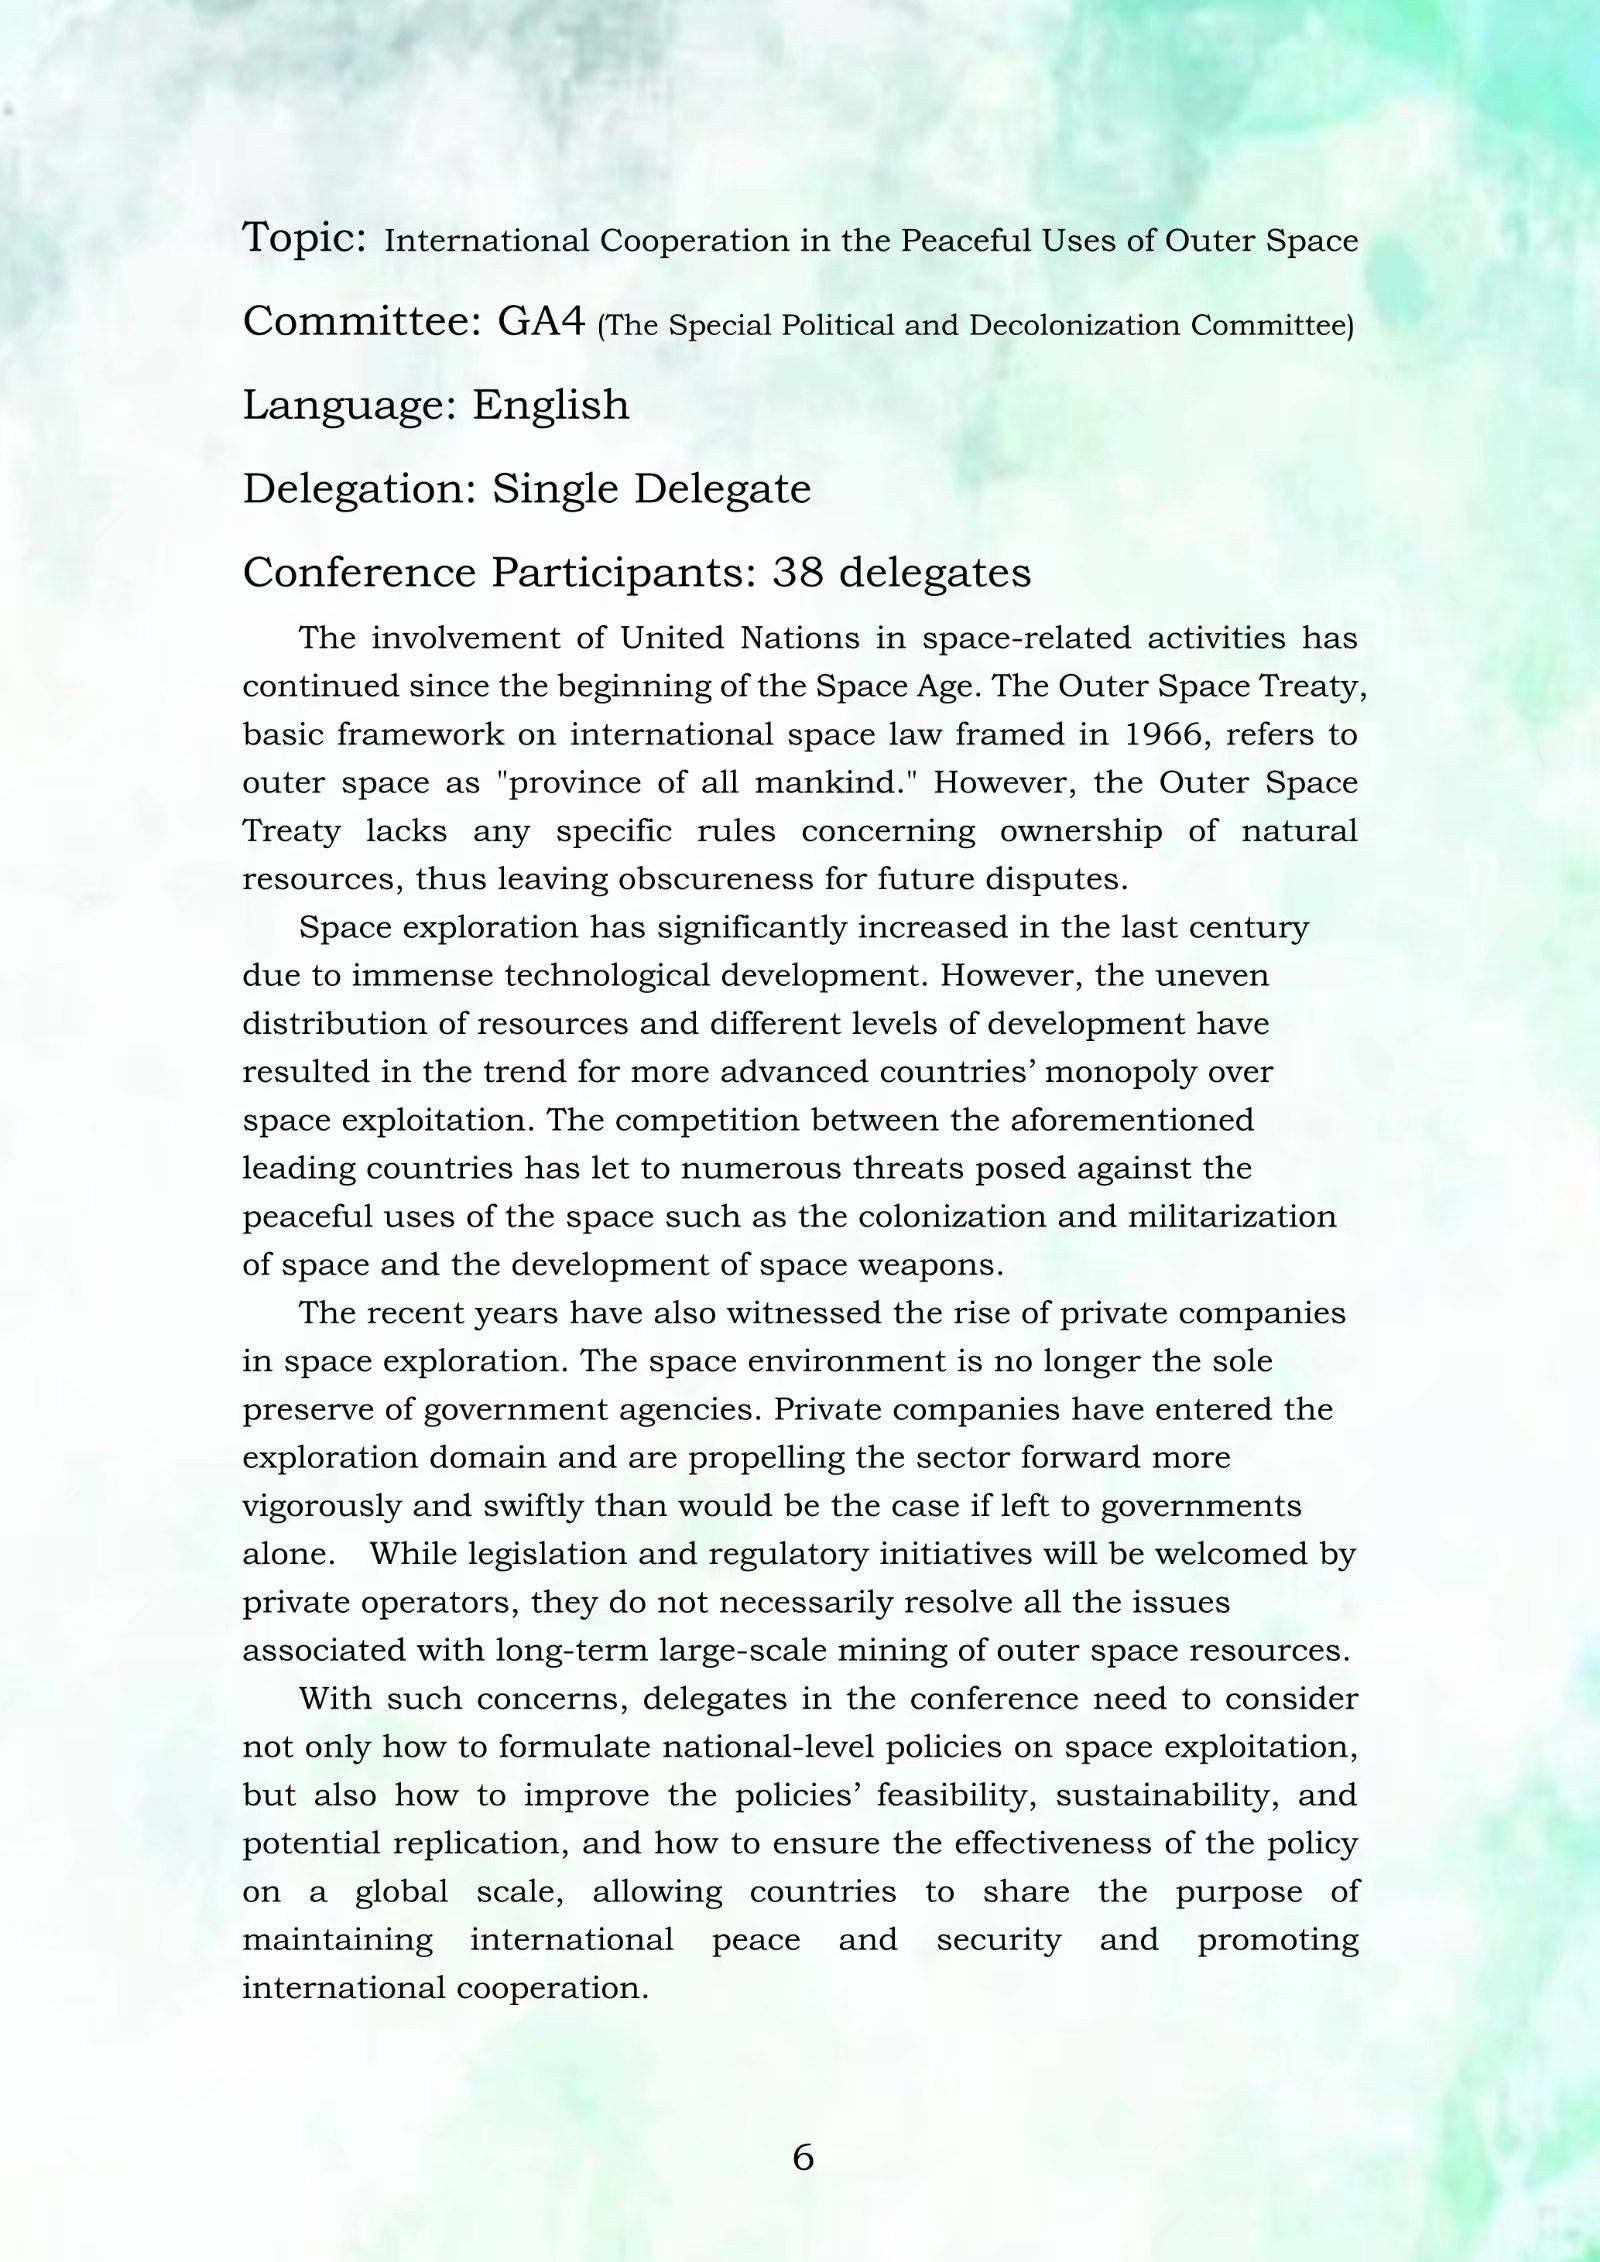 Topic: International Cooperation in the Peaceful Uses of Outer Space
Committee: GA4 (The Special Political and Decolonization Committee)
Language: English
Delegation: Single Delegate
Conference Participants: 38 delegates
The involvement of United Nations in space-related activities has
continued since the beginning of the Space Age. The Outer Space Treaty,
basic framework on international space law framed in 1966, refers to
outer space as "province of all mankind." However, the Outer Space
Treaty lacks any specific rules concerning ownership of natural
resources, thus leaving obscureness for future disputes.
Space exploration has significantly increased in the last century
due to immense technological development. However, the uneven
distribution of resources and different levels of development have
resulted in the trend for more advanced countries’ monopoly over
space exploitation. The competition between the aforementioned
leading countries has let to numerous threats posed against the
peaceful uses of the space such as the colonization and militarization
of space and the development of space weapons.
The recent years have also witnessed the rise of private companies
in space exploration. The space environment is no longer the sole
preserve of government agencies. Private companies have entered the
exploration domain and are propelling the sector forward more
vigorously and swiftly than would be the case if left to governments
alone. While legislation and regulatory initiatives will be welcomed by
private operators, they do not necessarily resolve all the issues
associated with long-term large-scale mining of outer space resources.
With such concerns, delegates in the conference need to consider
not only how to formulate national-level policies on space exploitation,
but also how to improve the policies’ feasibility, sustainability, and
potential replication, and how to ensure the effectiveness of the policy
on a global scale, allowing countries to share the purpose of
maintaining international peace and security and promoting
international cooperation.
6